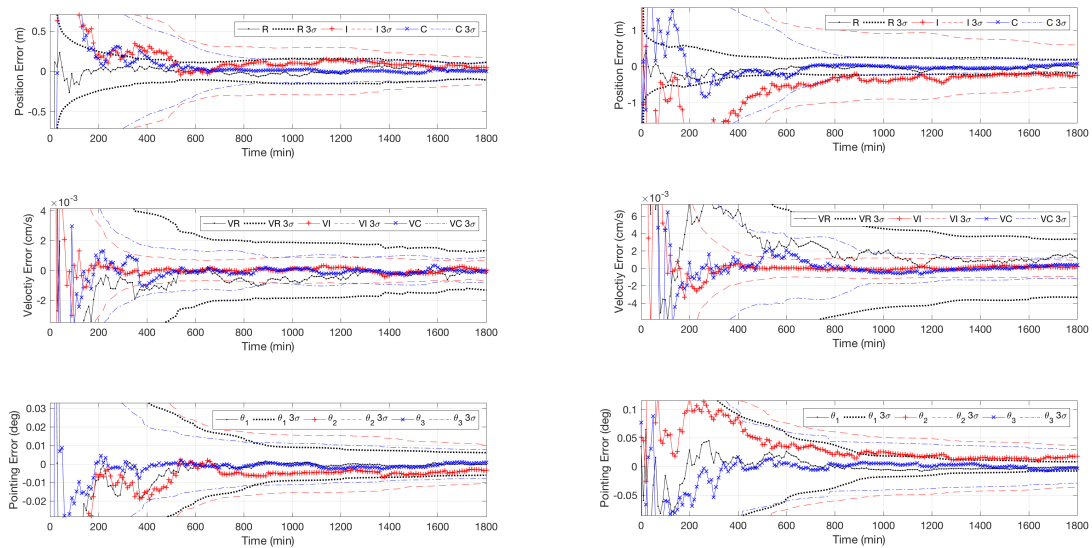 R R 3σ I I 3σ C C 3σ
0.5
0
-0.5
Position Error (m)
0 200 400 600 800 1000 1200 1400 1600 1800
Time (min)
R R 3σ I I 3σ C C 3σ
1
0
-1
Position Error (m)
0 200 400 600 800 1000 1200 1400 1600 1800
Time (min)
×10⁻³
VR VR 3σ VI VI 3σ VC VC 3σ
4
2
0
-2
Veloctiy Error (cm/s)
0 200 400 600 800 1000 1200 1400 1600 1800
Time (min)
×10⁻³
VR VR 3σ VI VI 3σ VC VC 3σ
6
4
2
0
-2
-4
Veloctiy Error (cm/s)
0 200 400 600 800 1000 1200 1400 1600 1800
Time (min)
θ₁ θ₁ 3σ θ₂ θ₂ 3σ θ₃ θ₃ 3σ
0.03
0.02
0.01
0
-0.01
-0.02
Pointing Error (deg)
0 200 400 600 800 1000 1200 1400 1600 1800
Time (min)
θ₁ θ₁ 3σ θ₂ θ₂ 3σ θ₃ θ₃ 3σ
0.1
0.05
0
-0.05
Pointing Error (deg)
0 200 400 600 800 1000 1200 1400 1600 1800
Time (min)